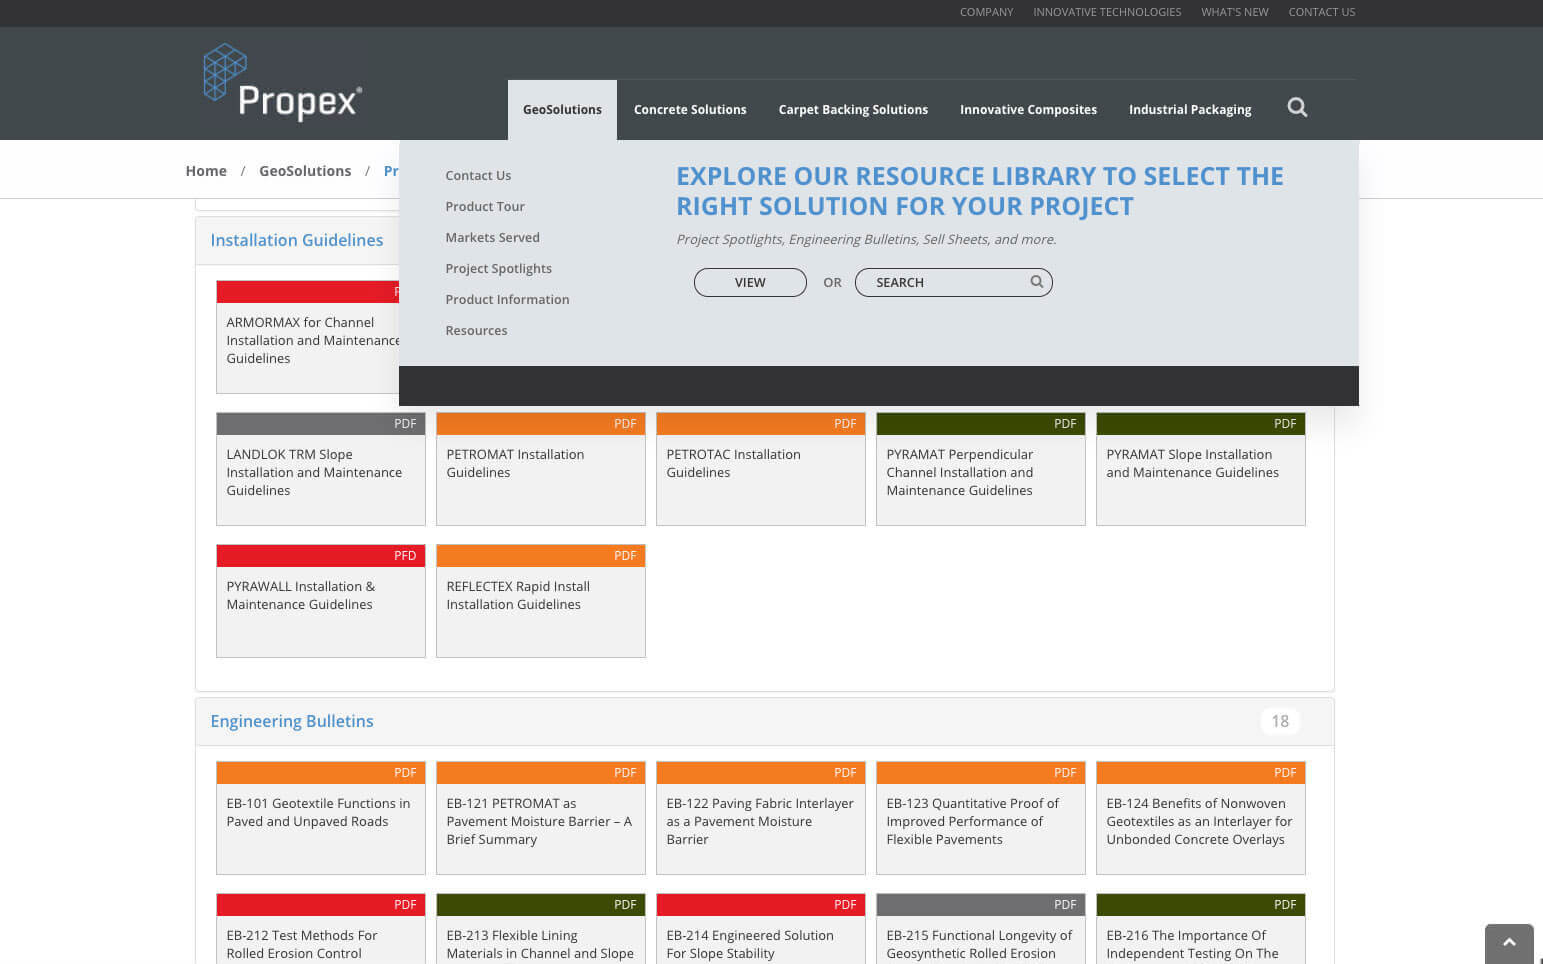 COMPANY INNOVATIVE TECHNOLOGIES WHAT'S NEW CONTACT US
Propex®
GeoSolutions Concrete Solutions Carpet Backing Solutions Innovative Composites Industrial Packaging
Home / GeoSolutions / Pr
Contact Us
Product Tour
Markets Served
Project Spotlights
Product Information
Resources
EXPLORE OUR RESOURCE LIBRARY TO SELECT THE
RIGHT SOLUTION FOR YOUR PROJECT
Project Spotlights, Engineering Bulletins, Sell Sheets, and more.
VIEW OR SEARCH
Installation Guidelines
ARMORMAX for Channel
Installation and Maintenance
Guidelines
PDF
LANDLOK TRM Slope
Installation and Maintenance
Guidelines
PDF
PETROMAT Installation
Guidelines
PDF
PETROTAC Installation
Guidelines
PDF
PYRAMAT Perpendicular
Channel Installation and
Maintenance Guidelines
PDF
PYRAMAT Slope Installation
and Maintenance Guidelines
PFD
PYRAWALL Installation &
Maintenance Guidelines
PDF
REFLECTEX Rapid Install
Installation Guidelines
Engineering Bulletins 18
PDF
EB-101 Geotextile Functions in
Paved and Unpaved Roads
PDF
EB-121 PETROMAT as
Pavement Moisture Barrier – A
Brief Summary
PDF
EB-122 Paving Fabric Interlayer
as a Pavement Moisture
Barrier
PDF
EB-123 Quantitative Proof of
Improved Performance of
Flexible Pavements
PDF
EB-124 Benefits of Nonwoven
Geotextiles as an Interlayer for
Unbonded Concrete Overlays
PDF
EB-212 Test Methods For
Rolled Erosion Control
PDF
EB-213 Flexible Lining
Materials in Channel and Slope
PDF
EB-214 Engineered Solution
For Slope Stability
PDF
EB-215 Functional Longevity of
Geosynthetic Rolled Erosion
PDF
EB-216 The Importance Of
Independent Testing On The